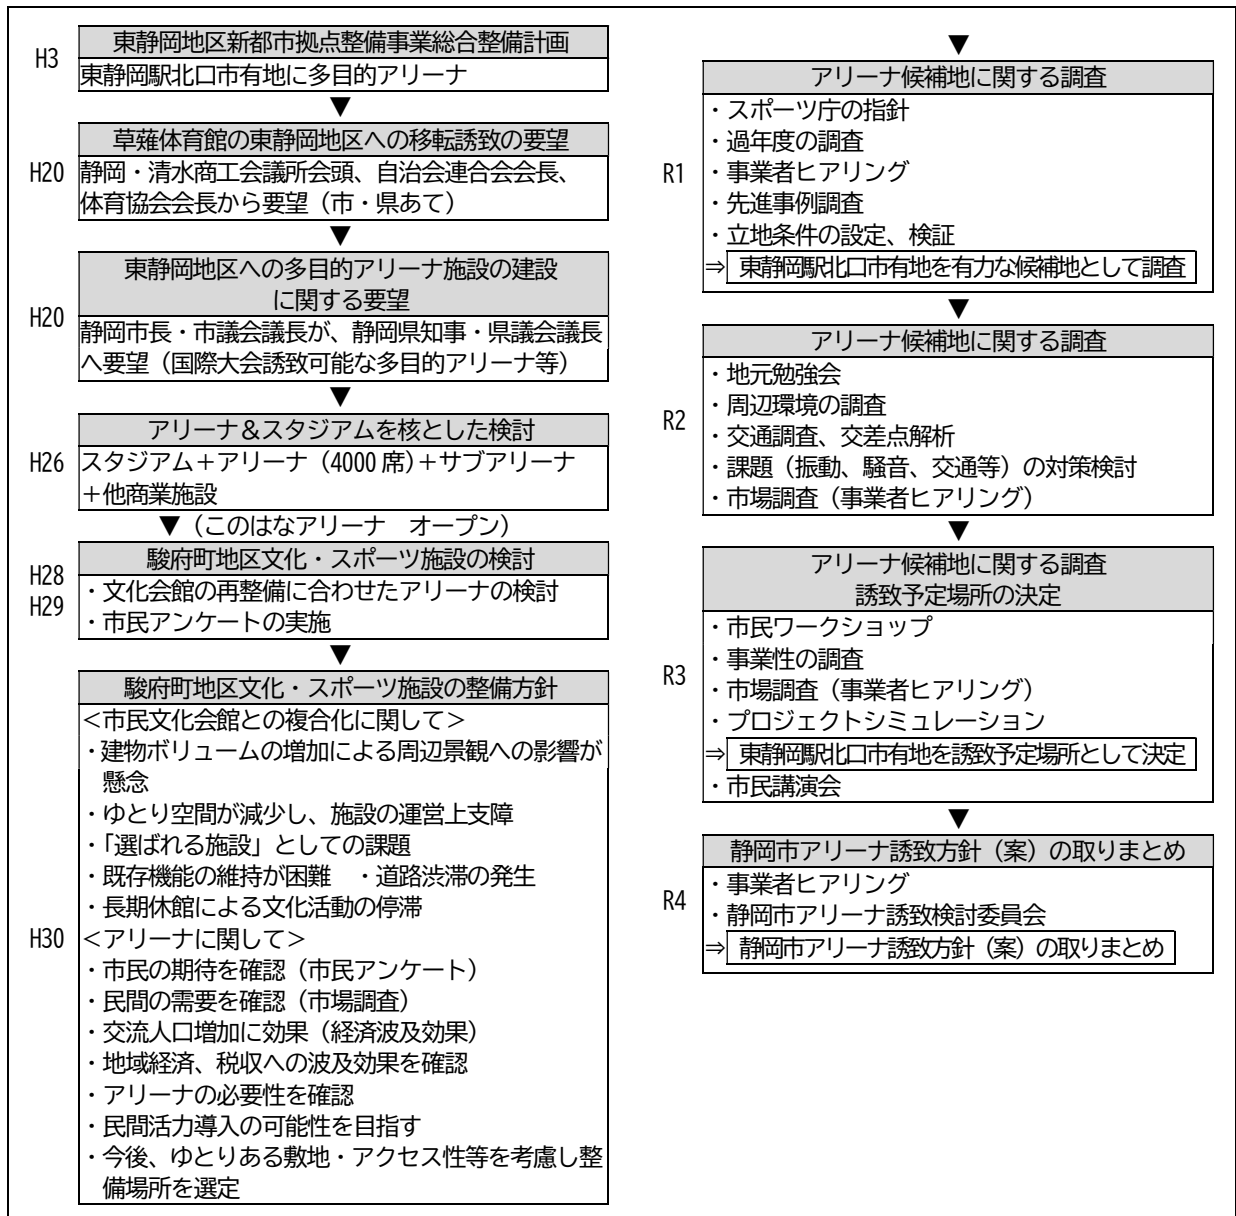 H3
東静岡地区新都市拠点整備事業総合整備計画
東静岡駅北口市有地に多目的アリーナ
▼
草薙体育館の東静岡地区への移転誘致の要望
H20
静岡・清水商工会議所会頭、自治会連合会会長、
体育協会会長から要望（市・県あて）
▼
東静岡地区への多目的アリーナ施設の建設
に関する要望
H20
静岡市長・市議会議長が、静岡県知事・県議会議長
へ要望（国際大会誘致可能な多目的アリーナ等）
▼
アリーナ＆スタジアムを核とした検討
H26
スタジアム＋アリーナ（4000席）＋サブアリーナ
＋他商業施設
▼（このはなアリーナ　オープン）
駿府町地区文化・スポーツ施設の検討
H28
H29
・文化会館の再整備に合わせたアリーナの検討
・市民アンケートの実施
▼
駿府町地区文化・スポーツ施設の整備方針
＜市民文化会館との複合化に関して＞
・建物ボリュームの増加による周辺景観への影響が
懸念
・ゆとり空間が減少し、施設の運営上支障
・「選ばれる施設」としての課題
・既存機能の維持が困難　・道路渋滞の発生
・長期休館による文化活動の停滞
H30
＜アリーナに関して＞
・市民の期待を確認（市民アンケート）
・民間の需要を確認（市場調査）
・交流人口増加に効果（経済波及効果）
・地域経済、税収への波及効果を確認
・アリーナの必要性を確認
・民間活力導入の可能性を目指す
・今後、ゆとりある敷地・アクセス性等を考慮し整
備場所を選定
▼
アリーナ候補地に関する調査
・スポーツ庁の指針
・過年度の調査
R1
・事業者ヒアリング
・先進事例調査
・立地条件の設定、検証
⇒東静岡駅北口市有地を有力な候補地として調査
▼
アリーナ候補地に関する調査
・地元勉強会
・周辺環境の調査
R2
・交通調査、交差点解析
・課題（振動、騒音、交通等）の対策検討
・市場調査（事業者ヒアリング）
▼
アリーナ候補地に関する調査
誘致予定場所の決定
・市民ワークショップ
・事業性の調査
R3
・市場調査（事業者ヒアリング）
・プロジェクトシミュレーション
⇒東静岡駅北口市有地を誘致予定場所として決定
・市民講演会
▼
静岡市アリーナ誘致方針（案）の取りまとめ
・事業者ヒアリング
R4
・静岡市アリーナ誘致検討委員会
⇒静岡市アリーナ誘致方針（案）の取りまとめ